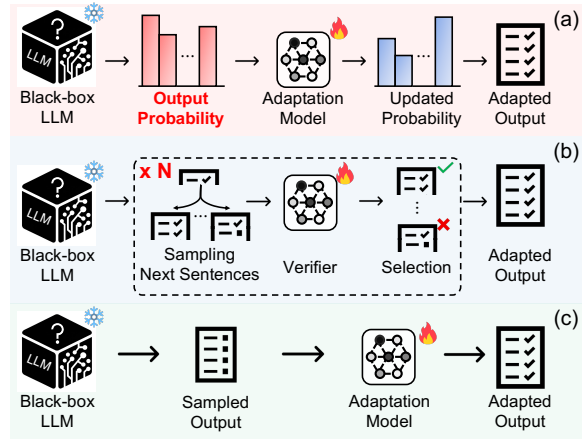 (a)
?
LLM
Black-box
LLM
...
Output
Probability
Adaptation
Model
...
Updated
Probability
Adapted
Output
(b)
?
LLM
Black-box
LLM
x N
...
Sampling
Next Sentences
Verifier
Selection
Adapted
Output
(c)
?
LLM
Black-box
LLM
Sampled
Output
Adaptation
Model
Adapted
Output